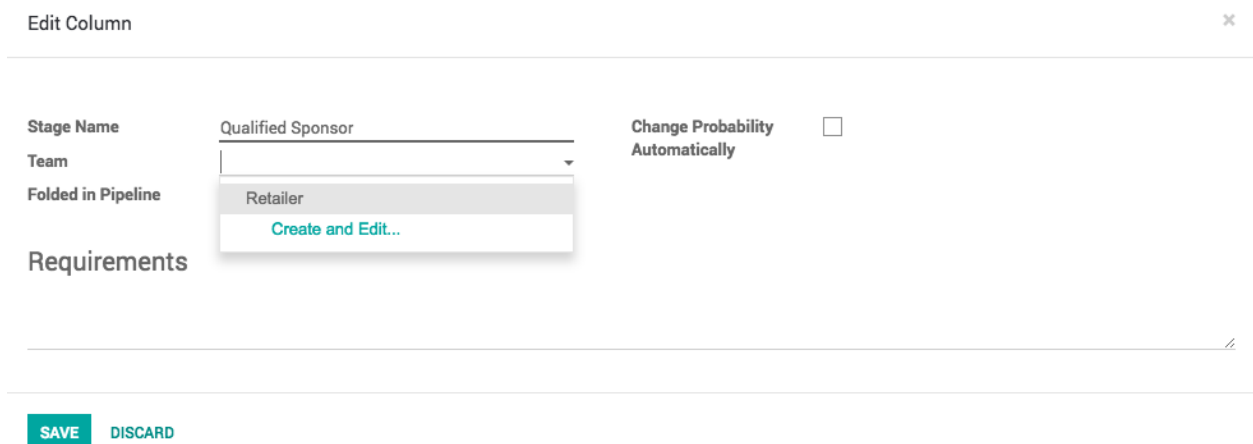 Edit Column
×
Stage Name
Qualified Sponsor
Change Probability
Automatically
Team
Folded in Pipeline
Retailer
Create and Edit...
Requirements
SAVE
DISCARD